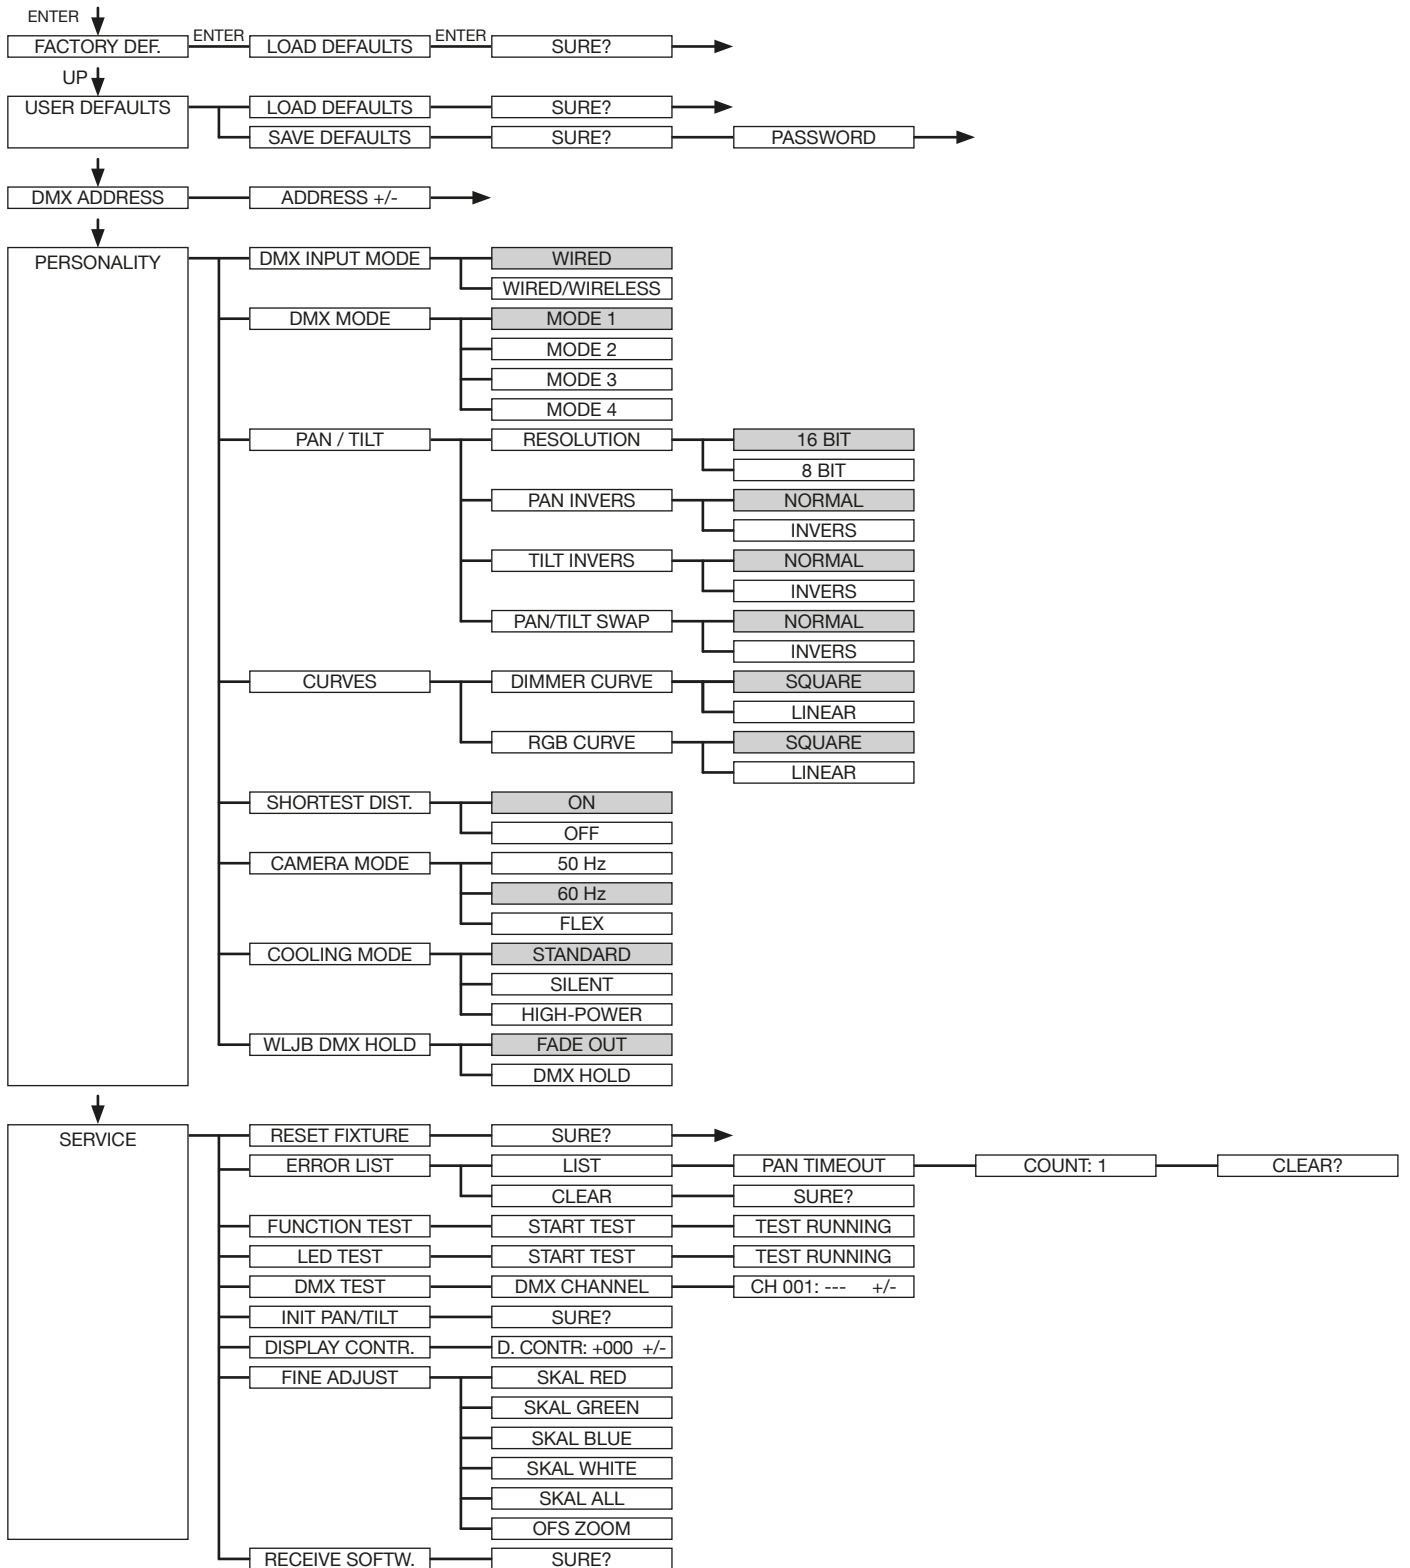 ENTER
FACTORY DEF. ENTER LOAD DEFAULTS ENTER SURE?
UP
USER DEFAULTS LOAD DEFAULTS SURE?
SAVE DEFAULTS SURE? PASSWORD
DMX ADDRESS ADDRESS +/-
PERSONALITY DMX INPUT MODE WIRED
WIRED/WIRELESS
DMX MODE MODE 1
MODE 2
MODE 3
MODE 4
PAN / TILT RESOLUTION 16 BIT
8 BIT
PAN INVERS NORMAL
INVERS
TILT INVERS NORMAL
INVERS
PAN/TILT SWAP NORMAL
INVERS
CURVES DIMMER CURVE SQUARE
LINEAR
RGB CURVE SQUARE
LINEAR
SHORTEST DIST. ON
OFF
CAMERA MODE 50 Hz
60 Hz
FLEX
COOLING MODE STANDARD
SILENT
HIGH-POWER
WLJB DMX HOLD FADE OUT
DMX HOLD
SERVICE RESET FIXTURE SURE?
ERROR LIST LIST PAN TIMEOUT COUNT: 1 CLEAR?
CLEAR SURE?
FUNCTION TEST START TEST TEST RUNNING
LED TEST START TEST TEST RUNNING
DMX TEST DMX CHANNEL CH 001: --- +/-
INIT PAN/TILT SURE?
DISPLAY CONTR. D. CONTR: +000 +/-
FINE ADJUST SKAL RED
SKAL GREEN
SKAL BLUE
SKAL WHITE
SKAL ALL
OFS ZOOM
RECEIVE SOFTW. SURE?